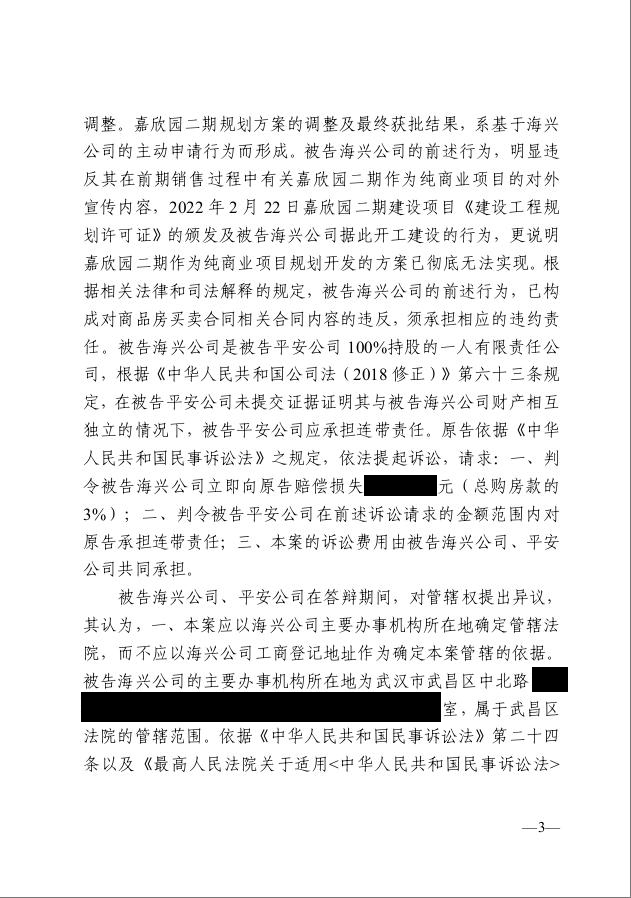 调整。嘉欣园二期规划方案的调整及最终获批结果，系基于海兴
公司的主动申请行为而形成。被告海兴公司的前述行为，明显违
反其在前期销售过程中有关嘉欣园二期作为纯商业项目的对外
宣传内容，2022 年 2 月 22 日嘉欣园二期建设项目《建设工程规
划许可证》的颁发及被告海兴公司据此开工建设的行为，更说明
嘉欣园二期作为纯商业项目规划开发的方案已彻底无法实现。根
据相关法律和司法解释的规定，被告海兴公司的前述行为，已构
成对商品房买卖合同相关合同内容的违反，须承担相应的违约责
任。被告海兴公司是被告平安公司 100%持股的一人有限责任公
司，根据《中华人民共和国公司法（2018 修正）》第六十三条规
定，在被告平安公司未提交证据证明其与被告海兴公司财产相互
独立的情况下，被告平安公司应承担连带责任。原告依据《中华
人民共和国民事诉讼法》之规定，依法提起诉讼，请求：一、判
令被告海兴公司立即向原告赔偿损失元（总购房款的
3%）；二、判令被告平安公司在前述诉讼请求的金额范围内对
原告承担连带责任；三、本案的诉讼费用由被告海兴公司、平安
公司共同承担。
被告海兴公司、平安公司在答辩期间，对管辖权提出异议，
其认为，一、本案应以海兴公司主要办事机构所在地确定管辖法
院，而不应以海兴公司工商登记地址作为确定本案管辖的依据。
被告海兴公司的主要办事机构所在地为武汉市武昌区中北路
室，属于武昌区
法院的管辖范围。依据《中华人民共和国民事诉讼法》第二十四
条以及《最高人民法院关于适用<中华人民共和国民事诉讼法>
—3—